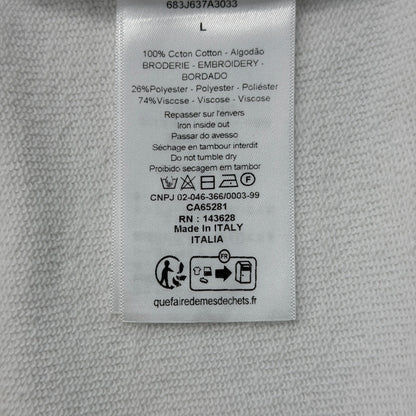 683J637A3033
L
100% Ccton Cotton - Algodão
BRODERIE - EMBROIDERY -
BORDADO
26%Polyester - Polyester - Poliéster
74%Viscose - Viscose - Viscose
Repasser sur l'envers
Iron inside out
Passar do avesso
Séchage en tambour interdit
Do not tumble dry
Proibido secagem em tambor
F
CNPJ 02-046-366/0003-99
CA65281
RN : 143628
Made In ITALY
ITALIA
FR
quefairedemesdechets.fr